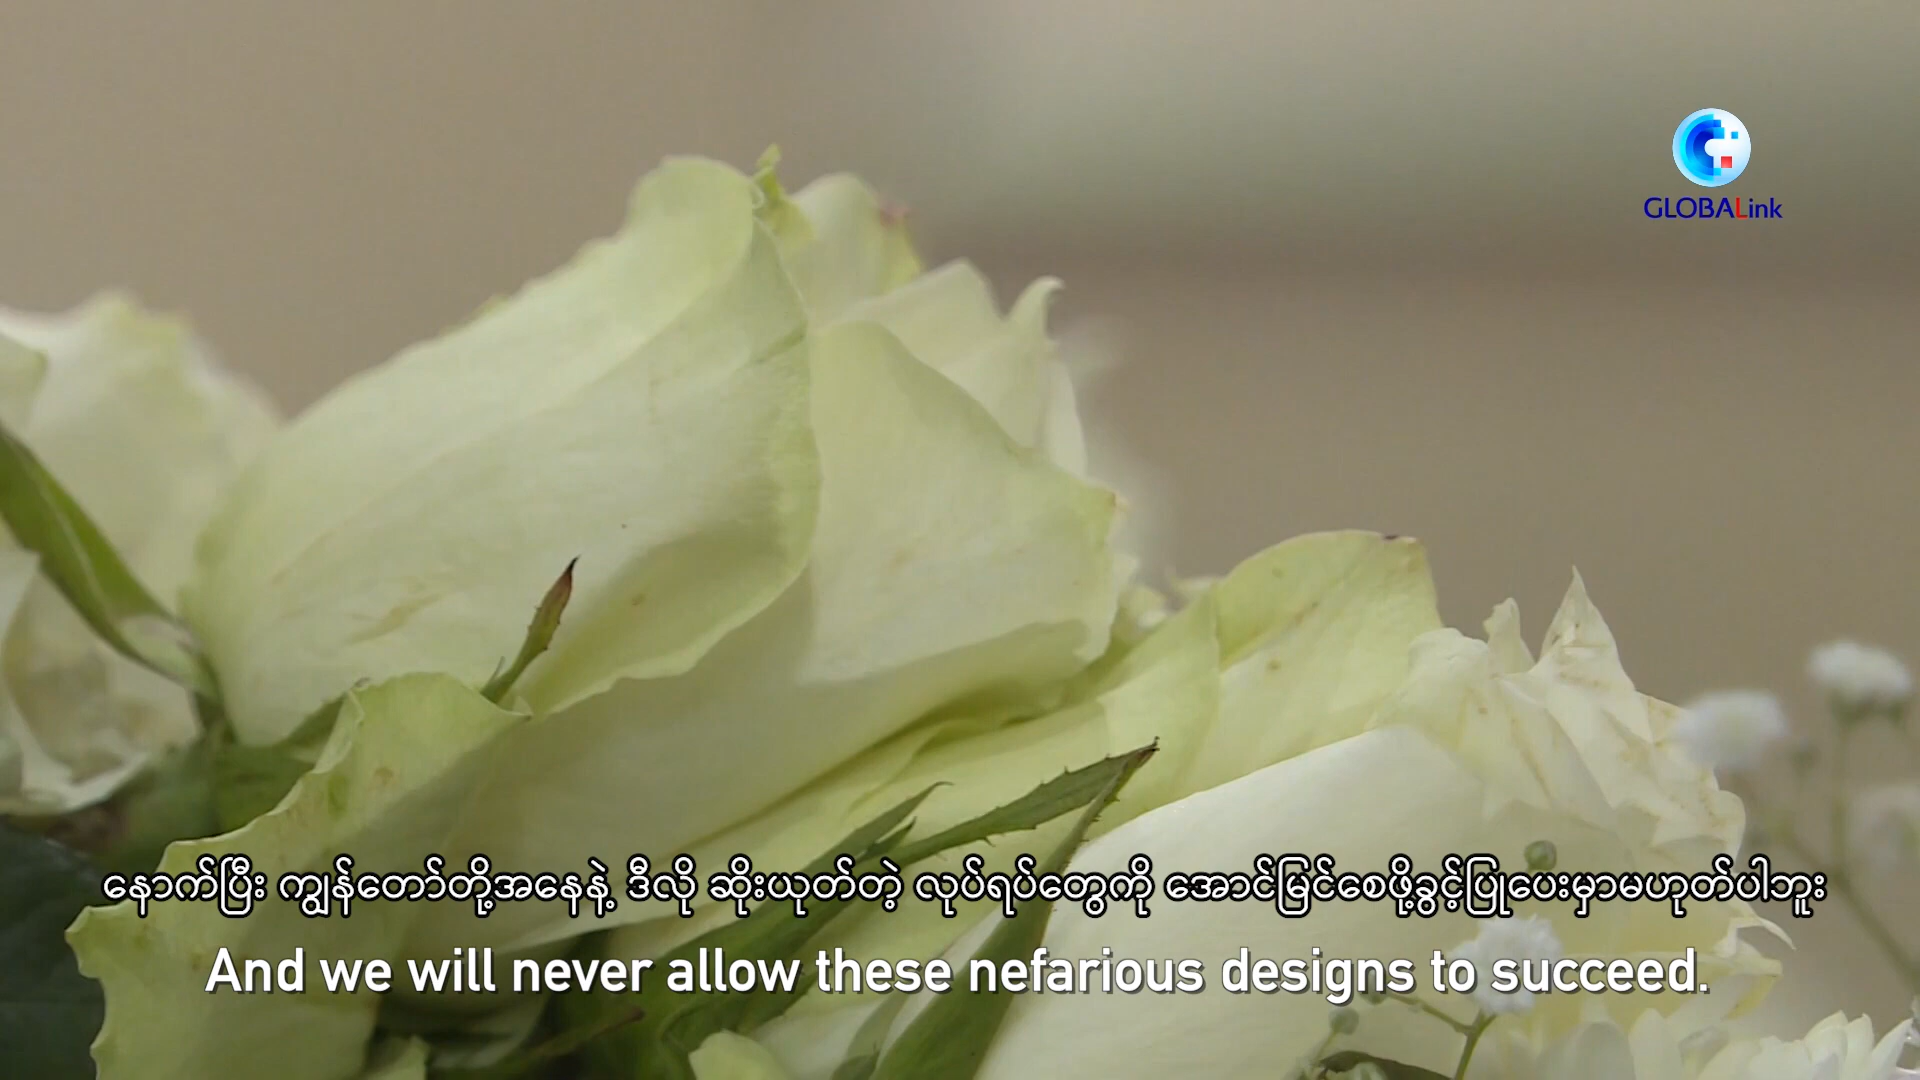 GLOBALink
နောက်ပြီး ကျွန်တော်တို့အနေနဲ့ ဒီလို ဆိုးယုတ်တဲ့ လုပ်ရပ်တွေကို အောင်မြင်စေဖို့ခွင့်ပြုပေးမှာမဟုတ်ပါဘူး
And we will never allow these nefarious designs to succeed.